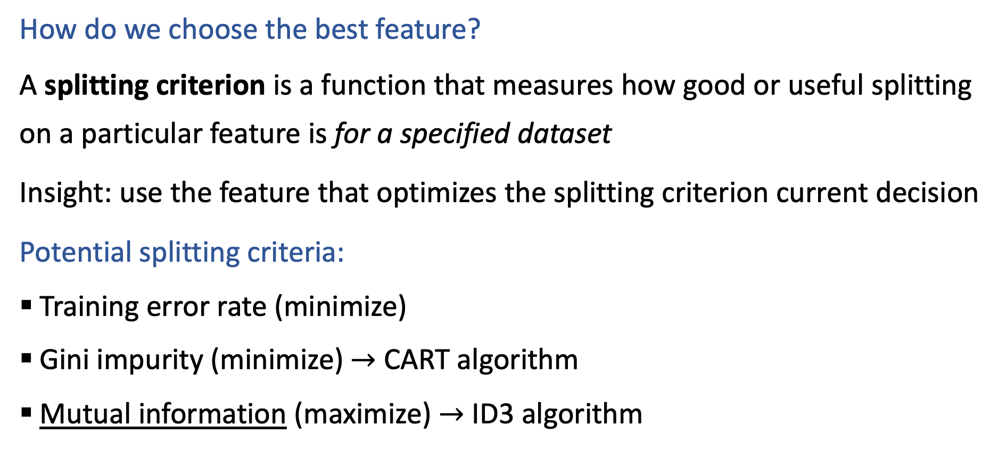 How do we choose the best feature?
A splitting criterion is a function that measures how good or useful splitting
on a particular feature is for a specified dataset
Insight: use the feature that optimizes the splitting criterion current decision
Potential splitting criteria:
▪ Training error rate (minimize)
▪ Gini impurity (minimize) → CART algorithm
▪ Mutual information (maximize) → ID3 algorithm